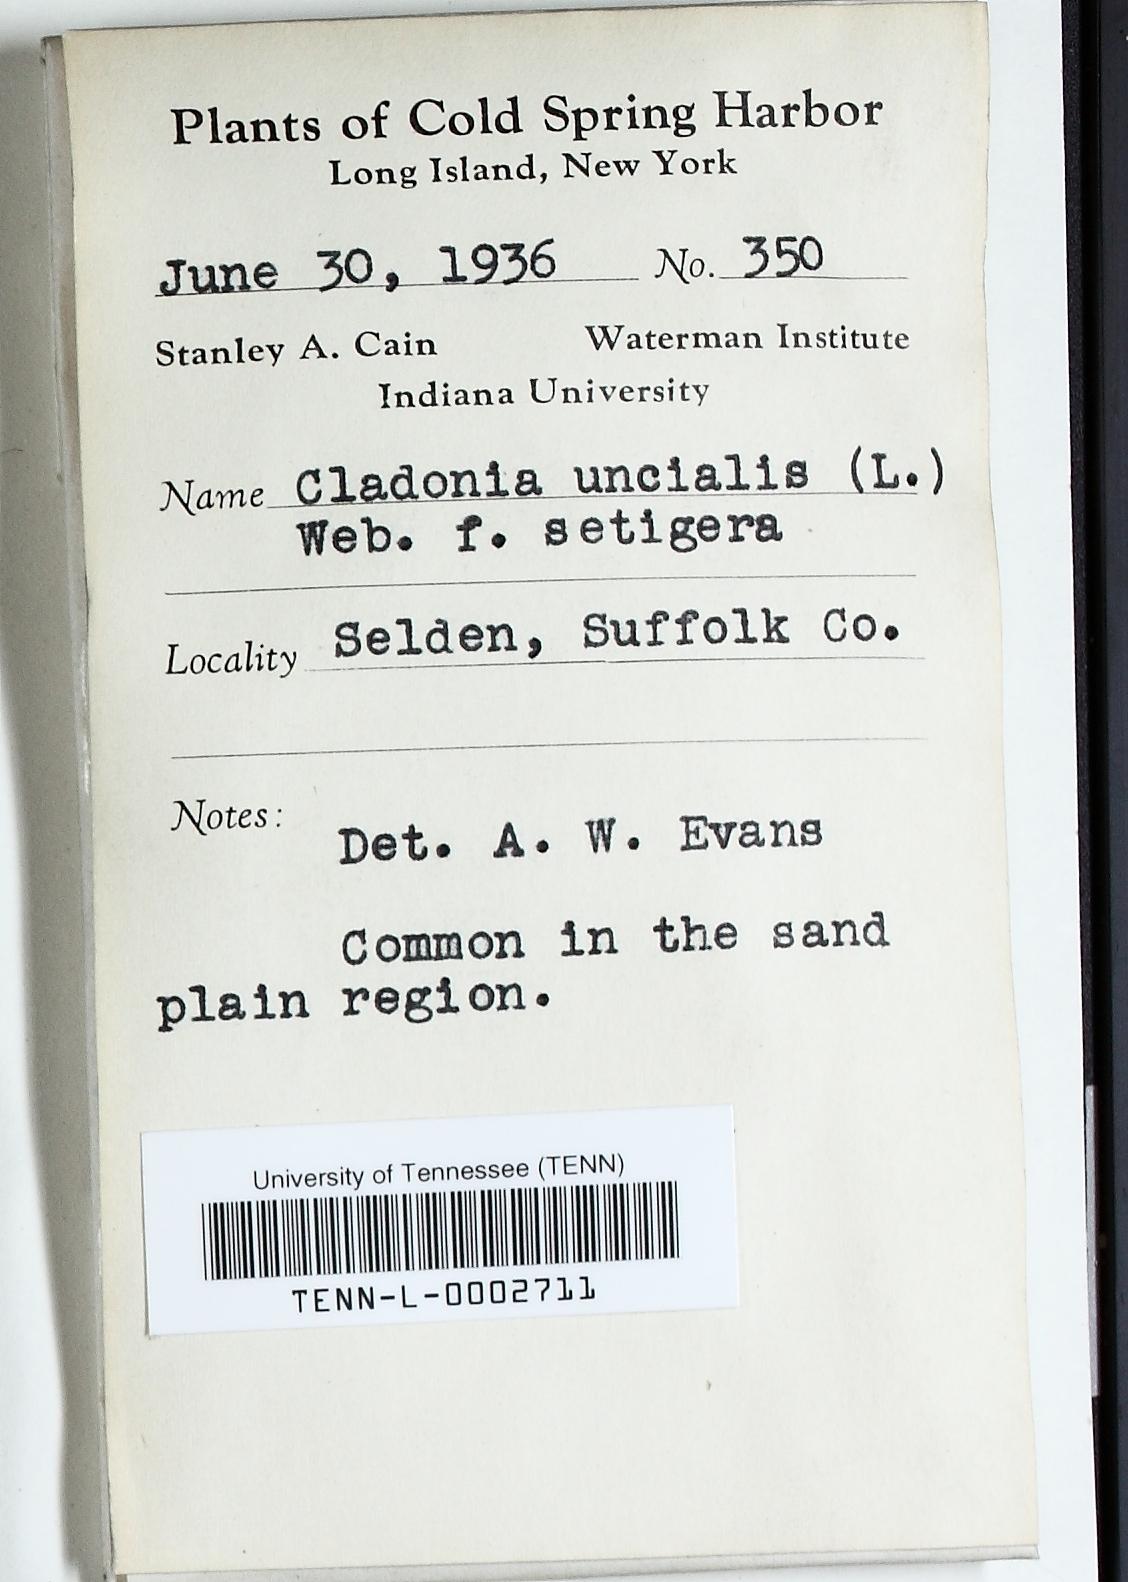 Plants of Cold Spring Harbor
Long Island, New York
June 30, 1936 No. 350
Stanley A. Cain Waterman Institute
Indiana University
Name Cladonia uncialis (L.)
Web. f. setigera
Locality Selden, Suffolk Co.
Notes:
Det. A. W. Evans
Common in the sand
plain region.
University of Tennessee (TENN)
TENN-L-0002711